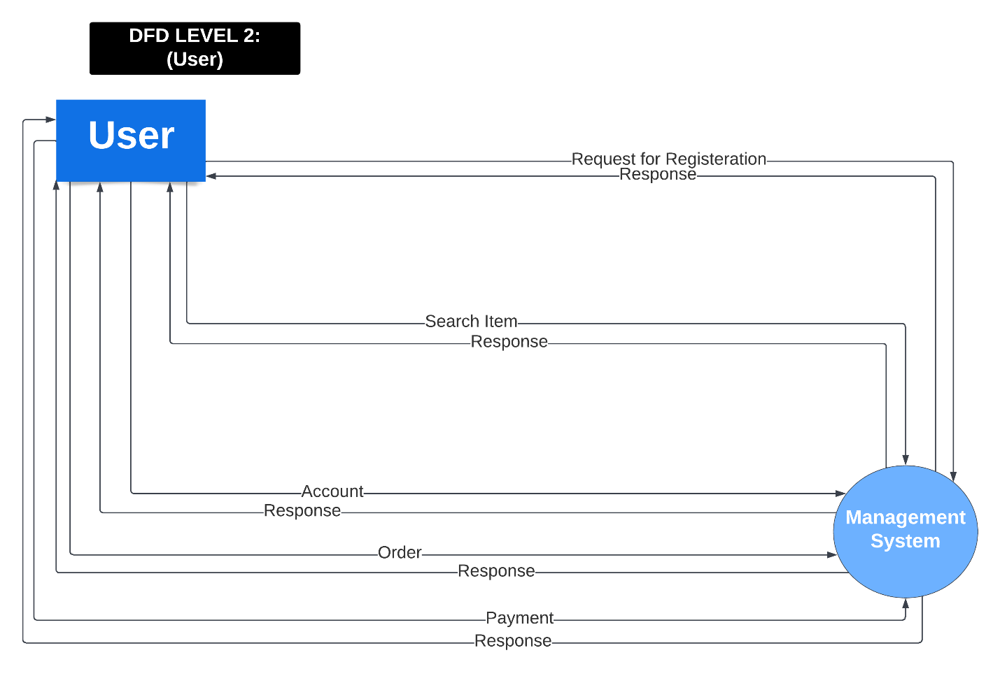 DFD LEVEL 2:
(User)
User
Request for Registeration
Response
Search Item
Response
Account
Response
Management
System
Order
Response
Payment
Response